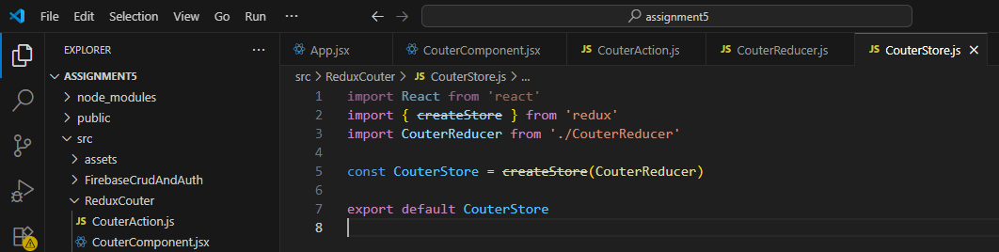 File Edit Selection View Go Run ··· ← → assignment5
EXPLORER ···
ASSIGNMENT5
node_modules
public
src
assets
FirebaseCrudAndAuth
ReduxCouter
JS CouterAction.js
CouterComponent.jsx
App.jsx CouterComponent.jsx JS CouterAction.js JS CouterReducer.js JS CouterStore.js ×
src > ReduxCouter > JS CouterStore.js > ...
1 import React from 'react'
2 import { createStore } from 'redux'
3 import CouterReducer from './CouterReducer'
4
5 const CouterStore = createStore(CouterReducer)
6
7 export default CouterStore
8